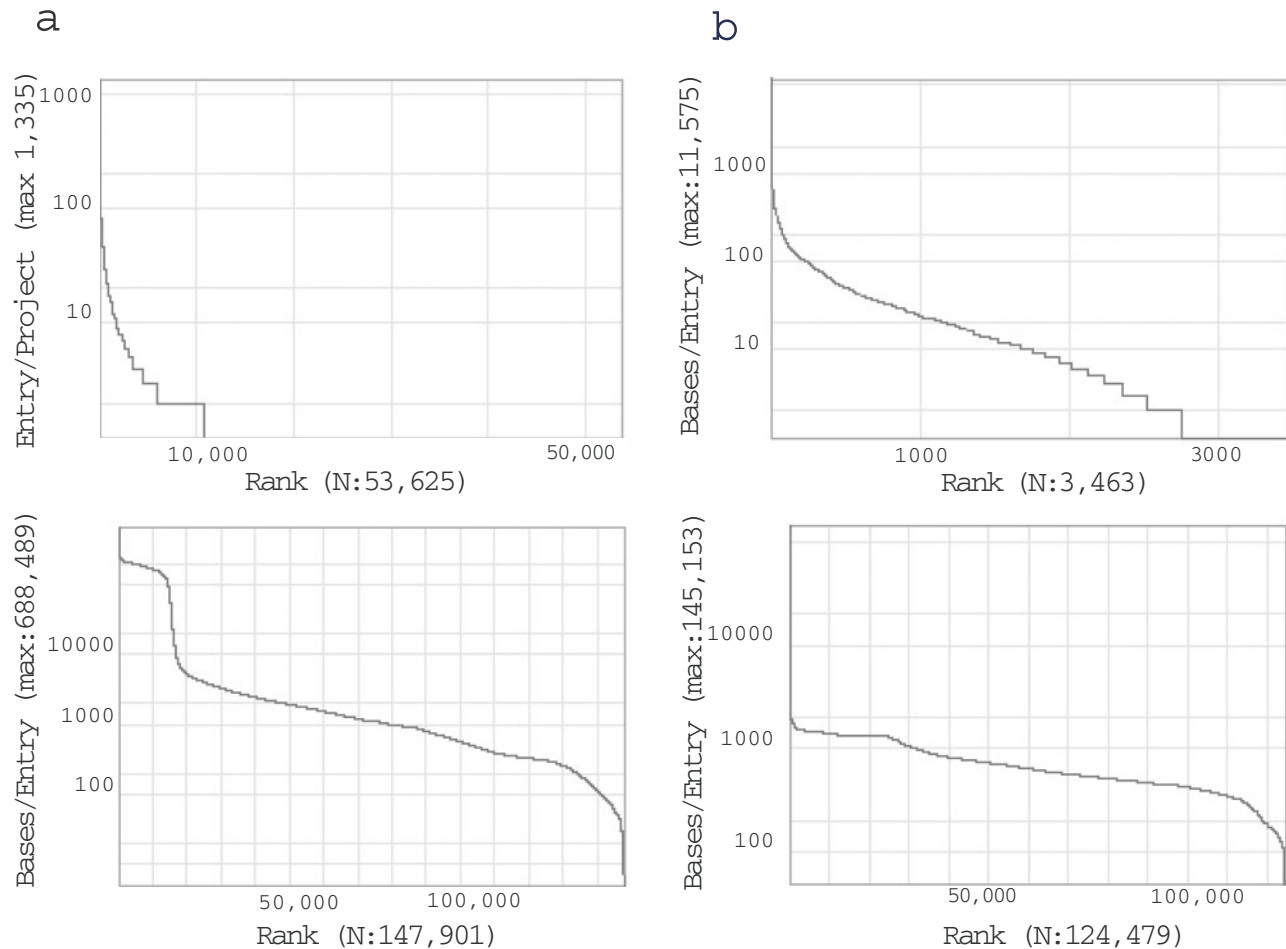 a
Entry/Project (max 1,335)
1000
100
10
10,000
50,000
Rank (N:53,625)
b
Bases/Entry (max:11,575)
1000
100
10
1000
3000
Rank (N:3,463)
Bases/Entry (max:688,489)
10000
1000
100
50,000
100,000
Rank (N:147,901)
Bases/Entry (max:145,153)
10000
1000
100
50,000
100,000
Rank (N:124,479)